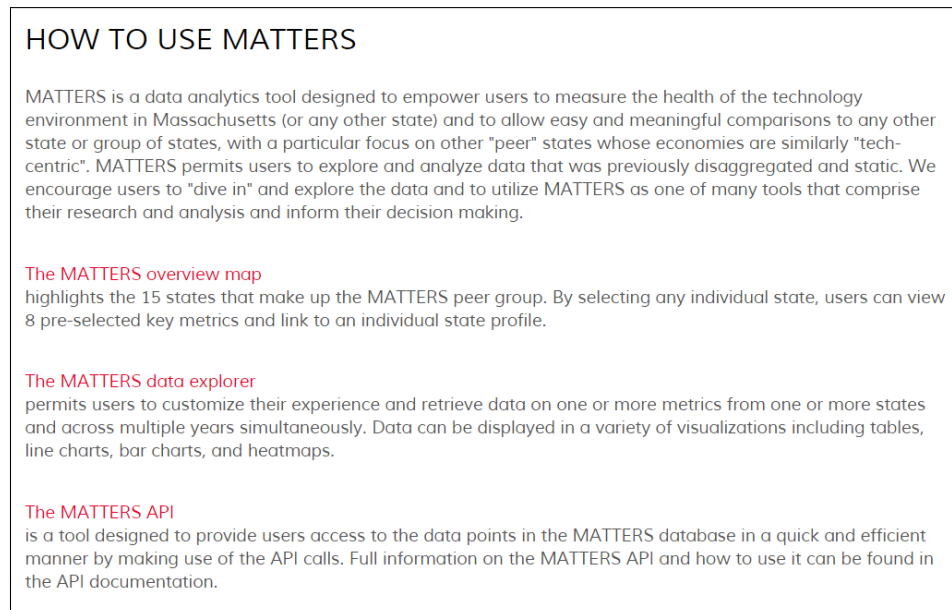 HOW TO USE MATTERS
MATTERS is a data analytics tool designed to empower users to measure the health of the technology
environment in Massachusetts (or any other state) and to allow easy and meaningful comparisons to any other
state or group of states, with a particular focus on other "peer" states whose economies are similarly "tech-
centric". MATTERS permits users to explore and analyze data that was previously disaggregated and static. We
encourage users to "dive in" and explore the data and to utilize MATTERS as one of many tools that comprise
their research and analysis and inform their decision making.
The MATTERS overview map
highlights the 15 states that make up the MATTERS peer group. By selecting any individual state, users can view
8 pre-selected key metrics and link to an individual state profile.
The MATTERS data explorer
permits users to customize their experience and retrieve data on one or more metrics from one or more states
and across multiple years simultaneously. Data can be displayed in a variety of visualizations including tables,
line charts, bar charts, and heatmaps.
The MATTERS API
is a tool designed to provide users access to the data points in the MATTERS database in a quick and efficient
manner by making use of the API calls. Full information on the MATTERS API and how to use it can be found in
the API documentation.